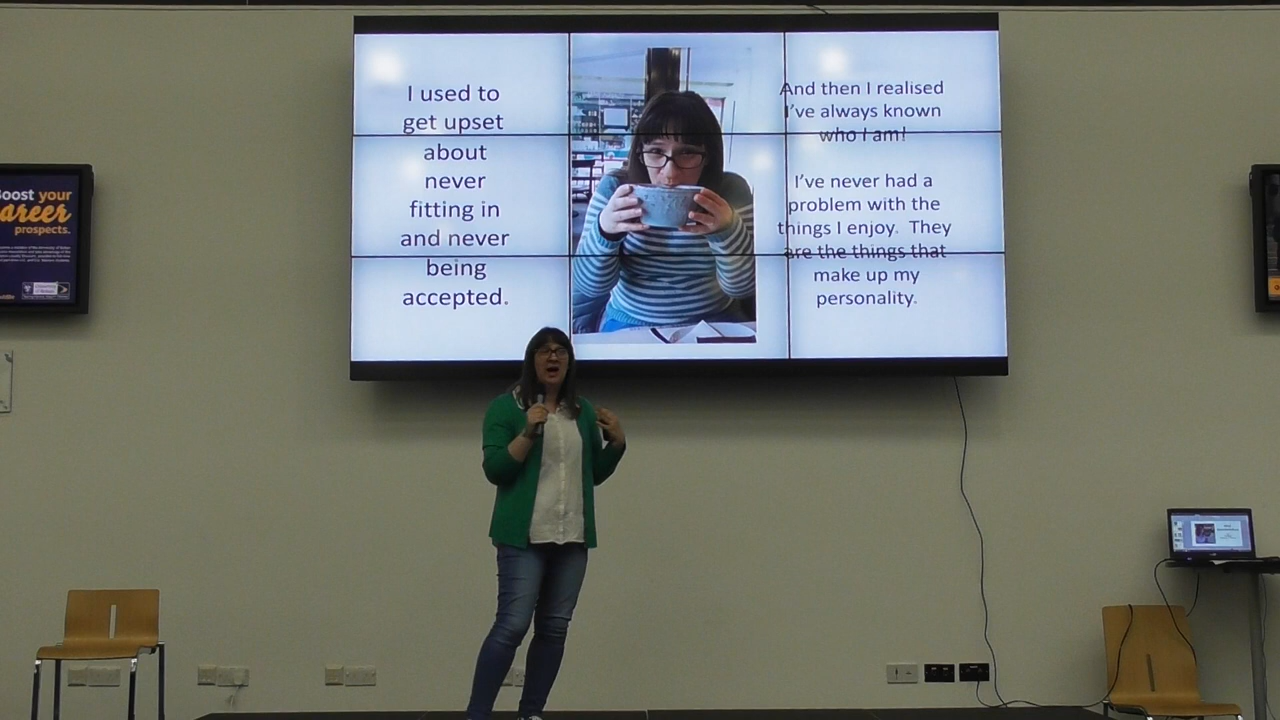 Boost your
career
prospects.
I used to
get upset
about
never
fitting in
and never
being
accepted.
And then I realised
I've always known
who I am!
I've never had a
problem with the
things I enjoy. They
are the things that
make up my
personality.